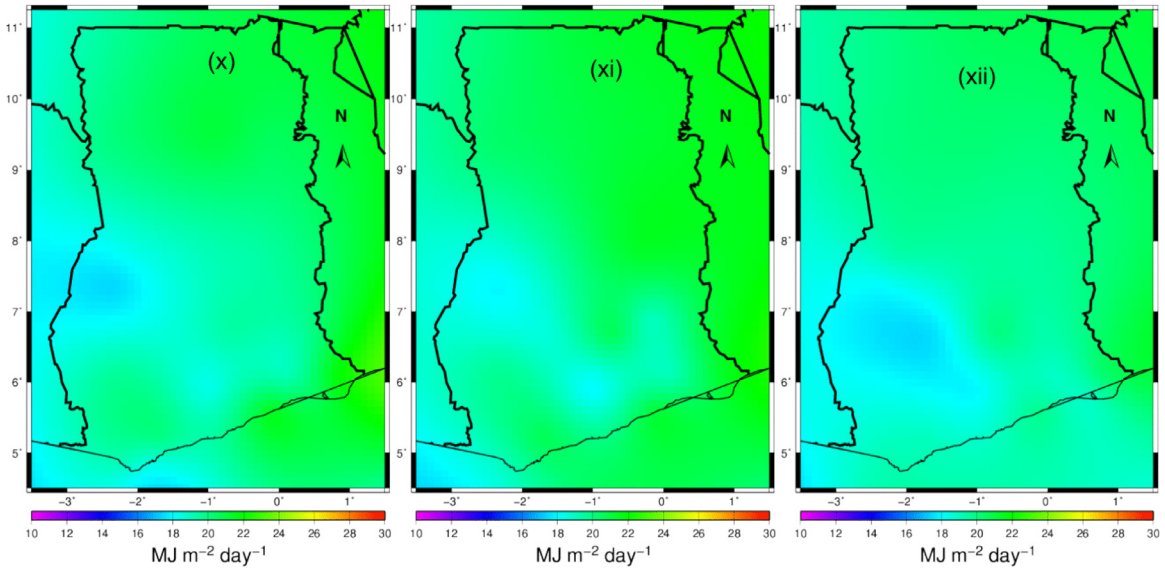 (x)
(xi)
(xii)
N
N
N
11° 11° 11°
10° 10° 10°
9° 9° 9°
8° 8° 8°
7° 7° 7°
6° 6° 6°
5° 5° 5°
−3° −2° −1° 0° 1°
−3° −2° −1° 0° 1°
−3° −2° −1° 0° 1°
10 12 14 16 18 20 22 24 26 28 30
10 12 14 16 18 20 22 24 26 28 30
10 12 14 16 18 20 22 24 26 28 30
MJ m⁻² day⁻¹
MJ m⁻² day⁻¹
MJ m⁻² day⁻¹